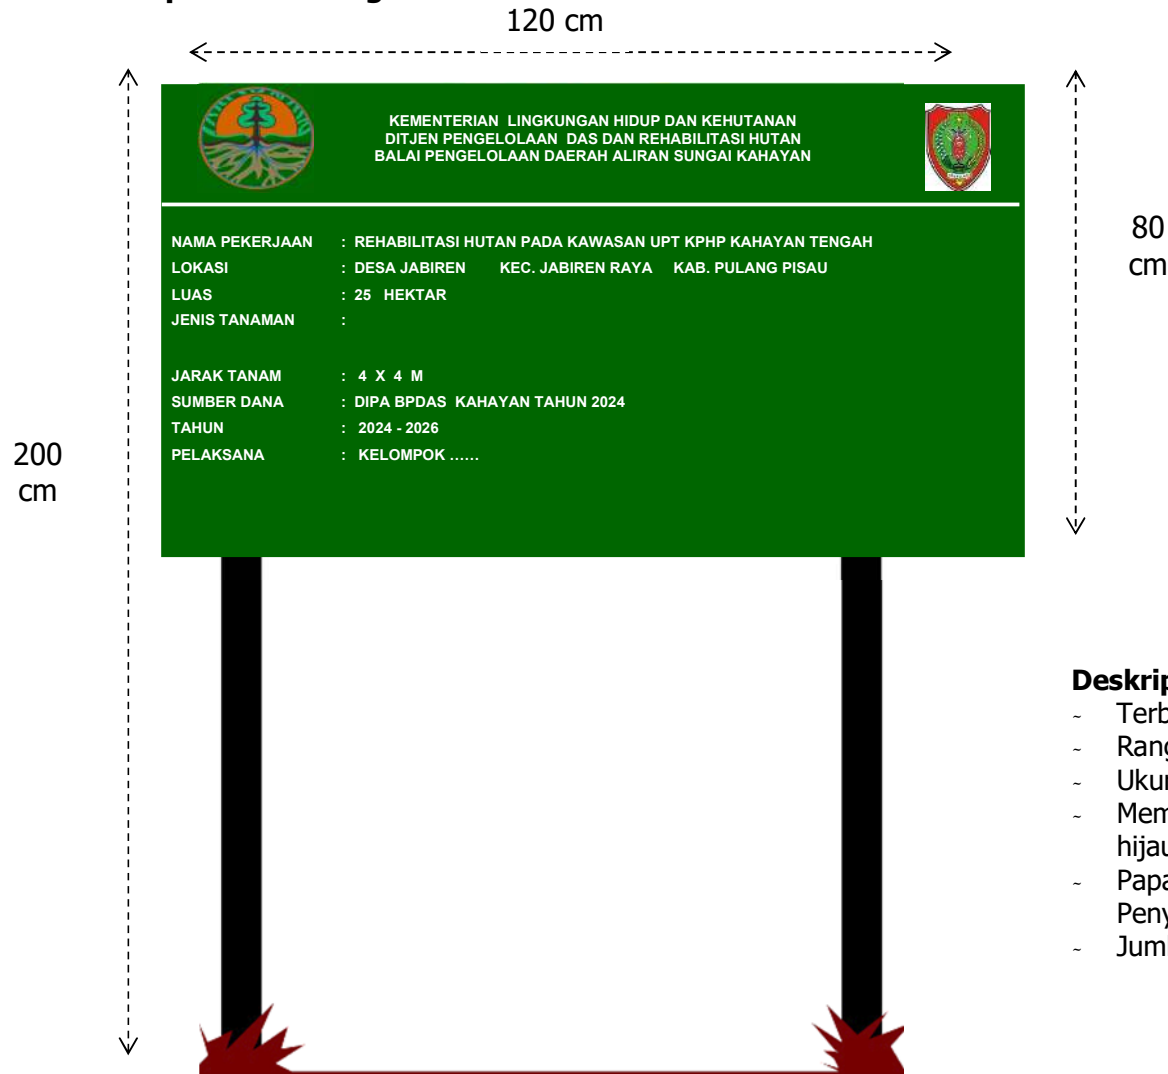 120 cm
KEMENTERIAN LINGKUNGAN HIDUP DAN KEHUTANAN
DITJEN PENGELOLAAN DAS DAN REHABILITASI HUTAN
BALAI PENGELOLAAN DAERAH ALIRAN SUNGAI KAHAYAN
NAMA PEKERJAAN : REHABILITASI HUTAN PADA KAWASAN UPT KPHP KAHAYAN TENGAH
LOKASI : DESA JABIREN KEC. JABIREN RAYA KAB. PULANG PISAU
LUAS : 25 HEKTAR
JENIS TANAMAN :
JARAK TANAM : 4 X 4 M
SUMBER DANA : DIPA BPDAS KAHAYAN TAHUN 2024
TAHUN : 2024 - 2026
PELAKSANA : KELOMPOK ......
80
cm
200
cm
~
~
~
~
hijau
~
~